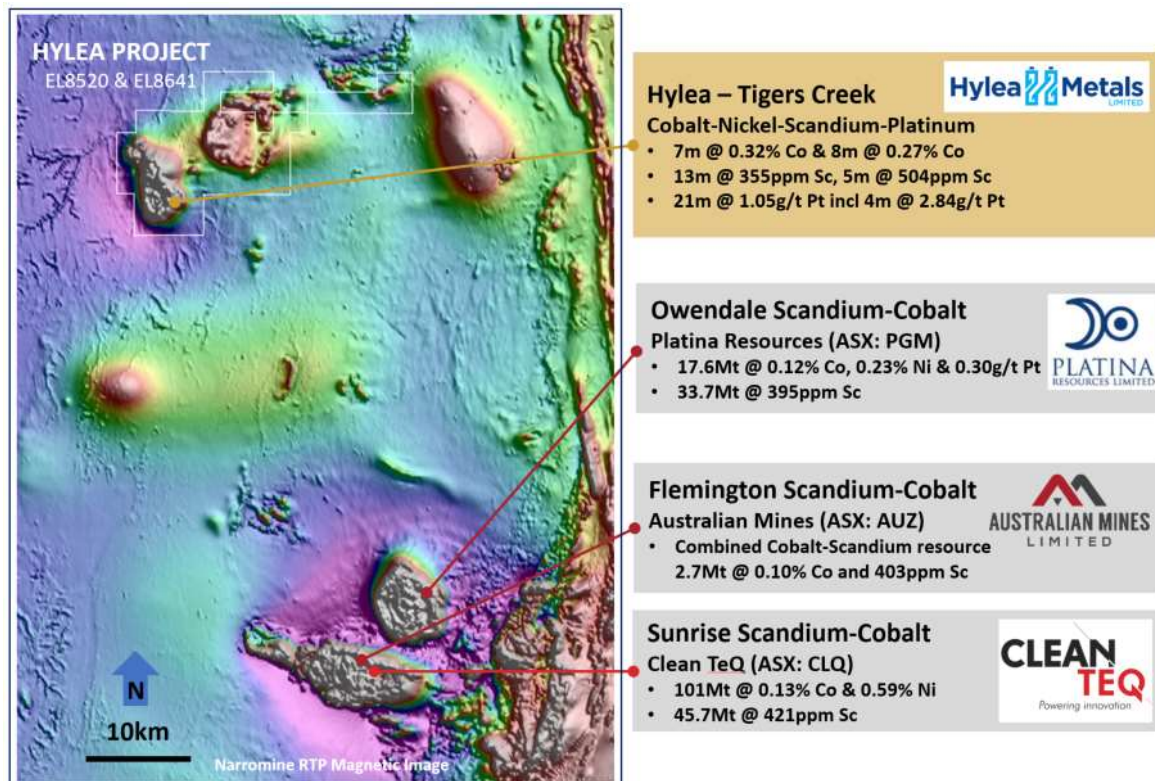 HYLEA PROJECT
EL8520 & EL8641
N
10km
Narromine RTP Magnetic Image
Hylea – Tigers Creek
Hylea Metals
LIMITED
Cobalt-Nickel-Scandium-Platinum
• 7m @ 0.32% Co & 8m @ 0.27% Co
• 13m @ 355ppm Sc, 5m @ 504ppm Sc
• 21m @ 1.05g/t Pt incl 4m @ 2.84g/t Pt
Owendale Scandium-Cobalt
Platina Resources (ASX: PGM)
• 17.6Mt @ 0.12% Co, 0.23% Ni & 0.30g/t Pt
• 33.7Mt @ 395ppm Sc
PLATINA
RESOURCES LIMITED
Flemington Scandium-Cobalt
Australian Mines (ASX: AUZ)
• Combined Cobalt-Scandium resource
2.7Mt @ 0.10% Co and 403ppm Sc
AUSTRALIAN MINES
LIMITED
Sunrise Scandium-Cobalt
Clean TeQ (ASX: CLQ)
• 101Mt @ 0.13% Co & 0.59% Ni
• 45.7Mt @ 421ppm Sc
CLEAN
TEQ
Powering innovation